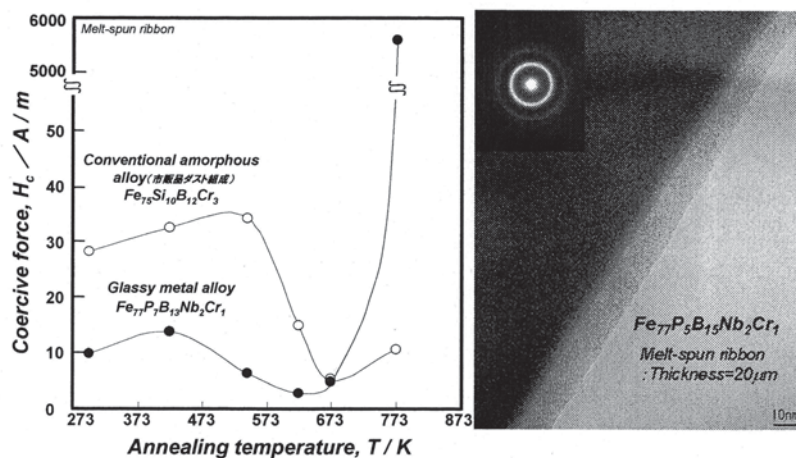 Melt-spun ribbon
6000
5000
50
40
30
20
10
0
Coercive force, Hc / A / m
Conventional amorphous
alloy(市販品ダスト組成)
Fe75Si10B12Cr3
Glassy metal alloy
Fe77P7B13Nb2Cr1
273 373 473 573 673 773 873
Annealing temperature, T / K
Fe77P5B15Nb2Cr1
Melt-spun ribbon
: Thickness=20μm
10nm